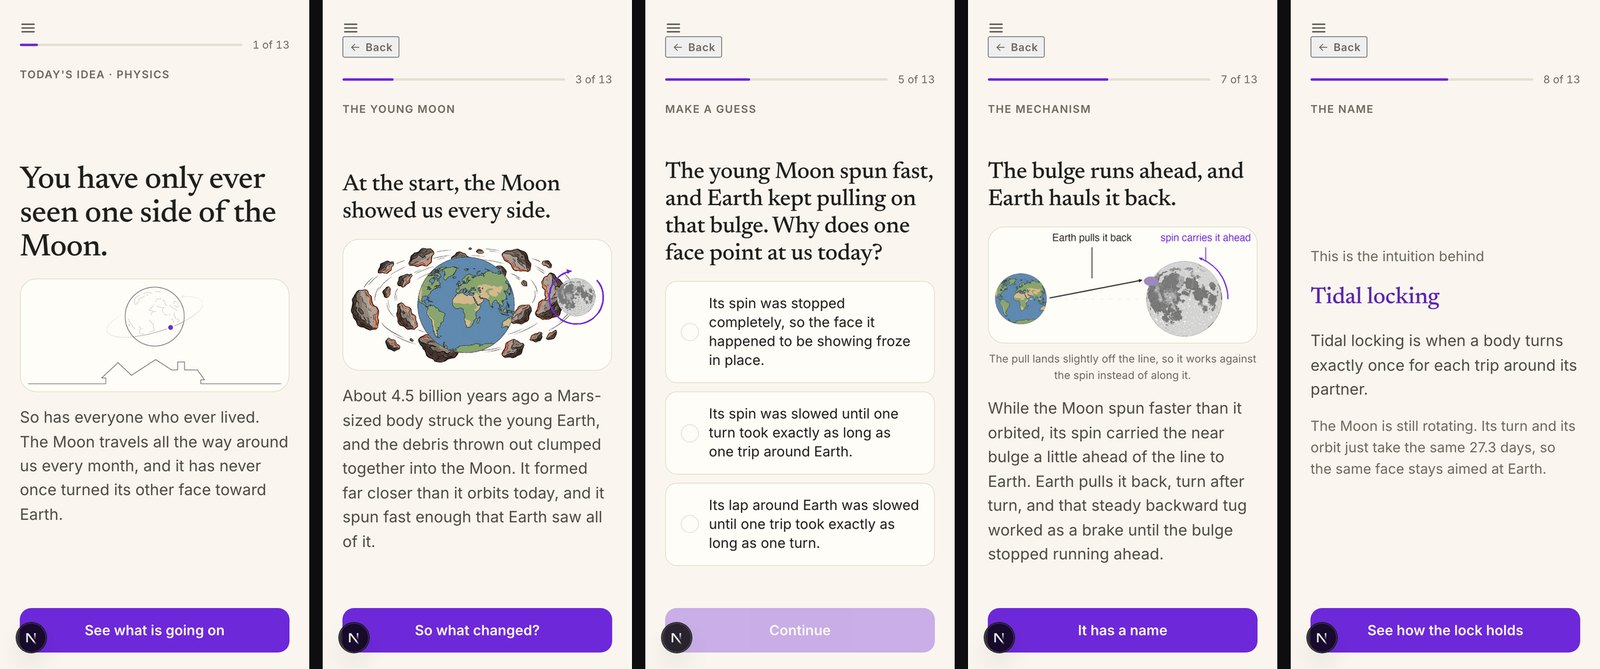 1 of 13
TODAY'S IDEA · PHYSICS
You have only ever
seen one side of the
Moon.
So has everyone who ever lived.
The Moon travels all the way around
us every month, and it has never
once turned its other face toward
Earth.
See what is going on
N
← Back
3 of 13
THE YOUNG MOON
At the start, the Moon
showed us every side.
About 4.5 billion years ago a Mars-
sized body struck the young Earth,
and the debris thrown out clumped
together into the Moon. It formed
far closer than it orbits today, and it
spun fast enough that Earth saw all
of it.
So what changed?
N
← Back
5 of 13
MAKE A GUESS
The young Moon spun fast,
and Earth kept pulling on
that bulge. Why does one
face point at us today?
Its spin was stopped
completely, so the face it
happened to be showing froze
in place.
Its spin was slowed until one
turn took exactly as long as
one trip around Earth.
Its lap around Earth was slowed
until one trip took exactly as
long as one turn.
Continue
N
← Back
7 of 13
THE MECHANISM
The bulge runs ahead, and
Earth hauls it back.
Earth pulls it back
spin carries it ahead
The pull lands slightly off the line, so it works against
the spin instead of along it.
While the Moon spun faster than it
orbited, its spin carried the near
bulge a little ahead of the line to
Earth. Earth pulls it back, turn after
turn, and that steady backward tug
worked as a brake until the bulge
stopped running ahead.
It has a name
N
← Back
8 of 13
THE NAME
This is the intuition behind
Tidal locking
Tidal locking is when a body turns
exactly once for each trip around its
partner.
The Moon is still rotating. Its turn and its
orbit just take the same 27.3 days, so
the same face stays aimed at Earth.
See how the lock holds
N